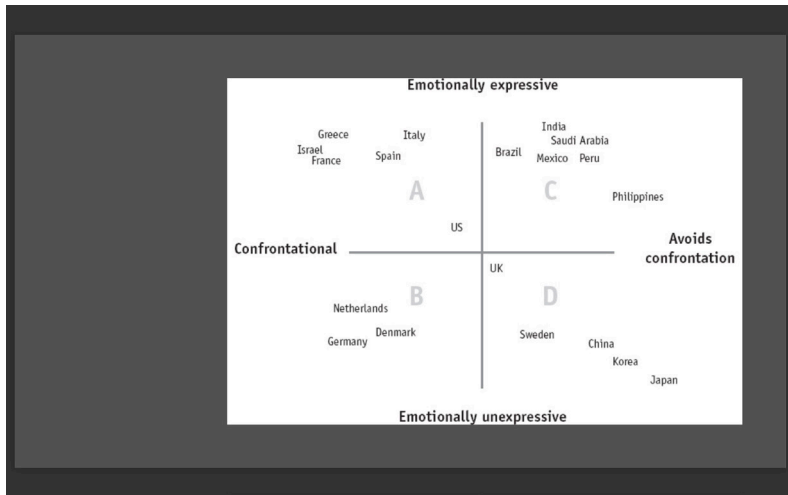 Emotionally expressive
India
Greece
Italy
Saudi Arabia
Israel
France
Spain
Brazil
Mexico
Peru
A
C
Philippines
US
Confrontational
Avoids
confrontation
UK
B
D
Netherlands
Denmark
Germany
Sweden
China
Korea
Japan
Emotionally unexpressive